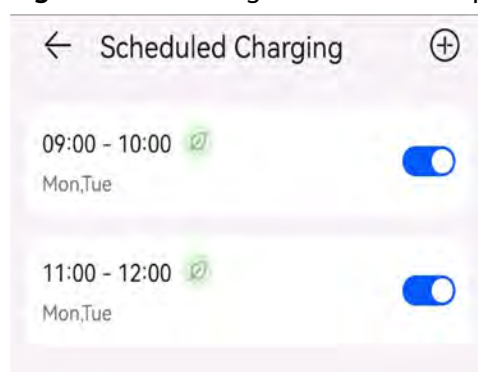 Scheduled Charging
09:00 - 10:00
Mon,Tue
11:00 - 12:00
Mon,Tue